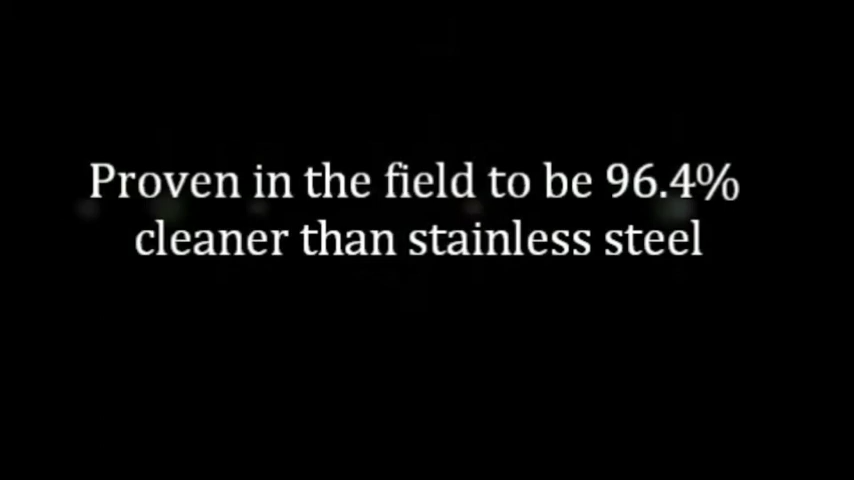 Proven in the field to be 96.4%
cleaner than stainless steel